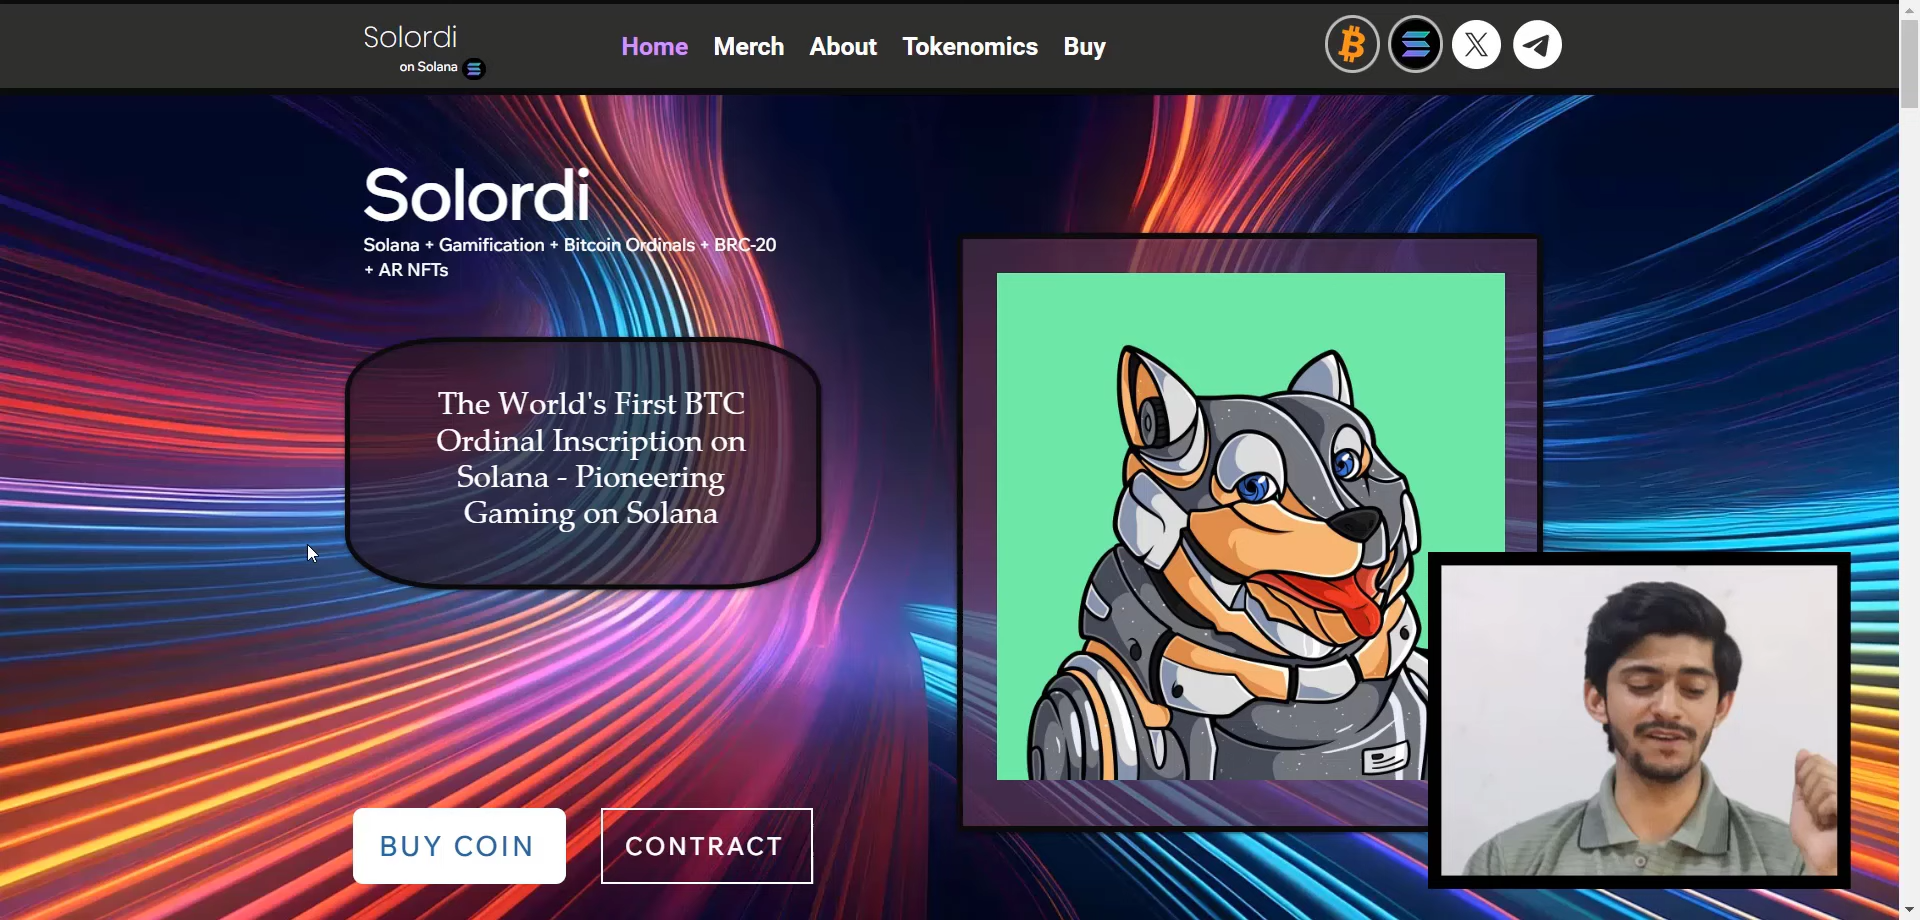 Solordi
on Solana
Home Merch About Tokenomics Buy
Solordi
Solana + Gamification + Bitcoin Ordinals + BRC-20
+ AR NFTs
The World's First BTC
Ordinal Inscription on
Solana - Pioneering
Gaming on Solana
BUY COIN
CONTRACT